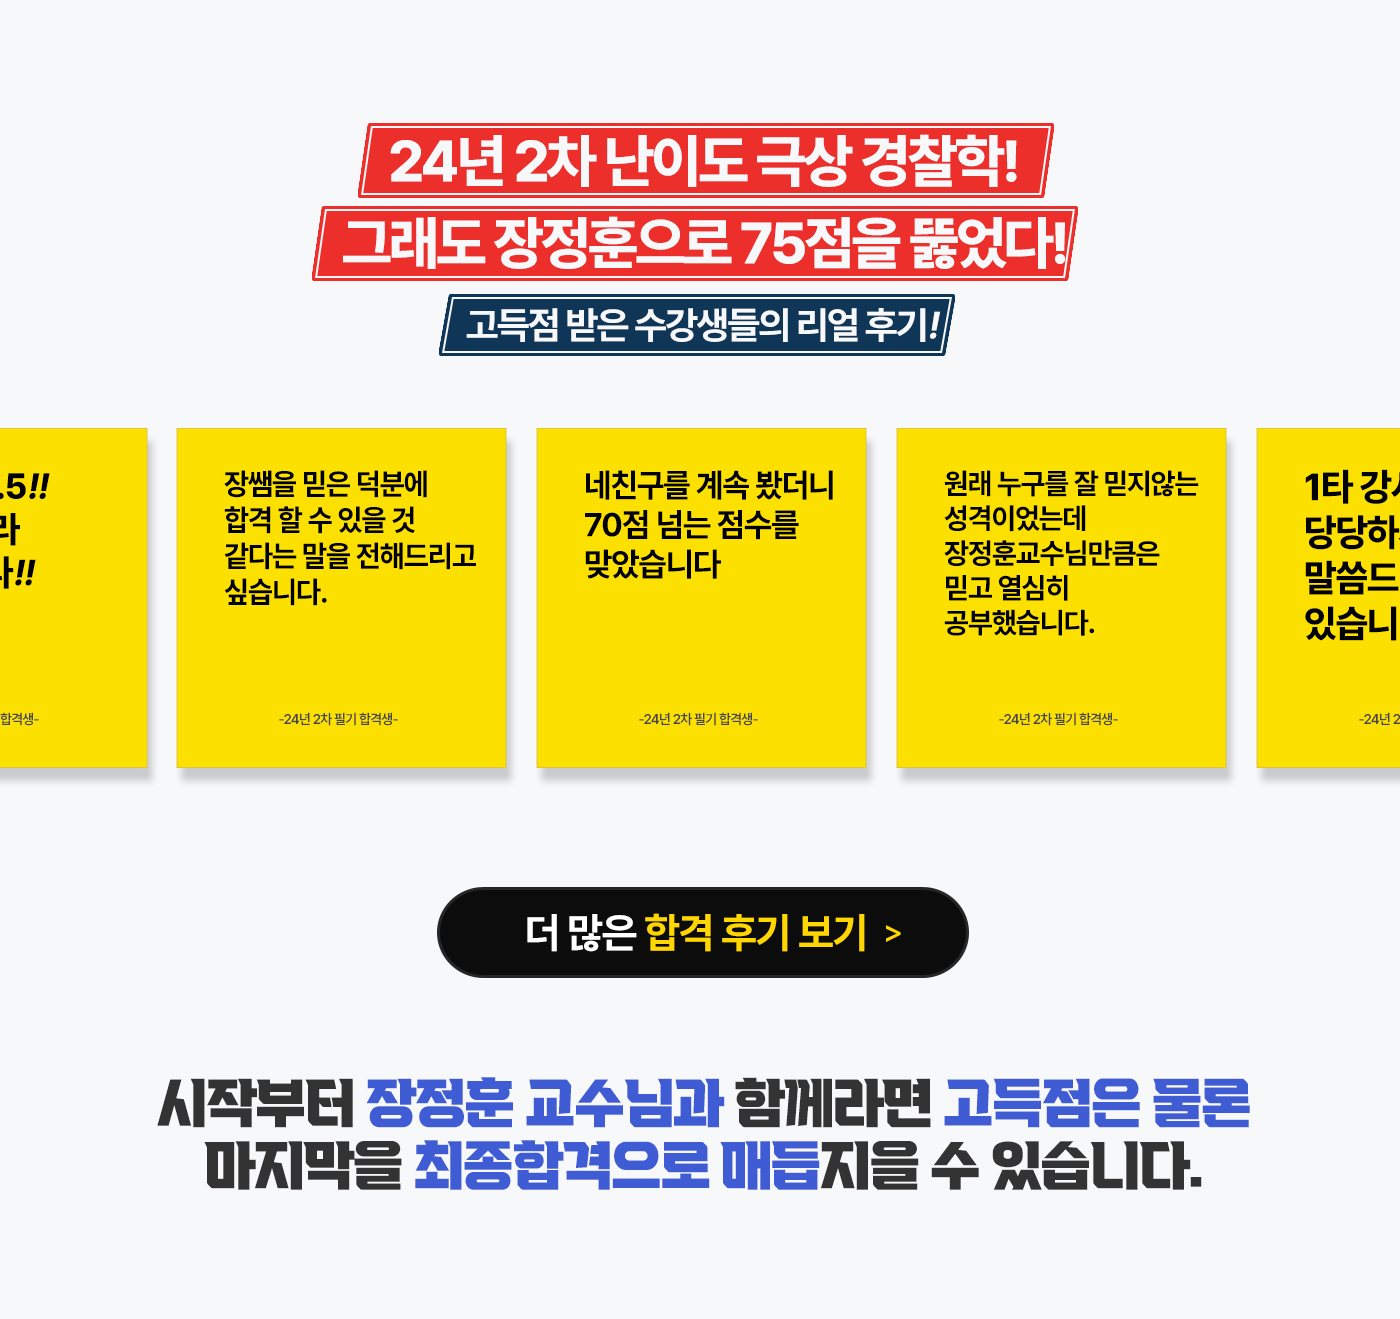 24년 2차 난이도 극상 경찰학!
그래도 장정훈으로 75점을 뚫었다!
고득점 받은 수강생들의 리얼 후기!
.5!!
라
다!!
합격생-
장쌤을 믿은 덕분에
합격 할 수 있을 것
같다는 말을 전해드리고
싶습니다.
-24년 2차 필기 합격생-
네친구를 계속 봤더니
70점 넘는 점수를
맞았습니다
-24년 2차 필기 합격생-
원래 누구를 잘 믿지않는
성격이었는데
장정훈교수님만큼은
믿고 열심히
공부했습니다.
-24년 2차 필기 합격생-
1타 강
당당하
말씀드
있습니
-24년 2
더 많은 합격 후기 보기 >
시작부터 장정훈 교수님과 함께라면 고득점은 물론
마지막을 최종합격으로 매듭지을 수 있습니다.